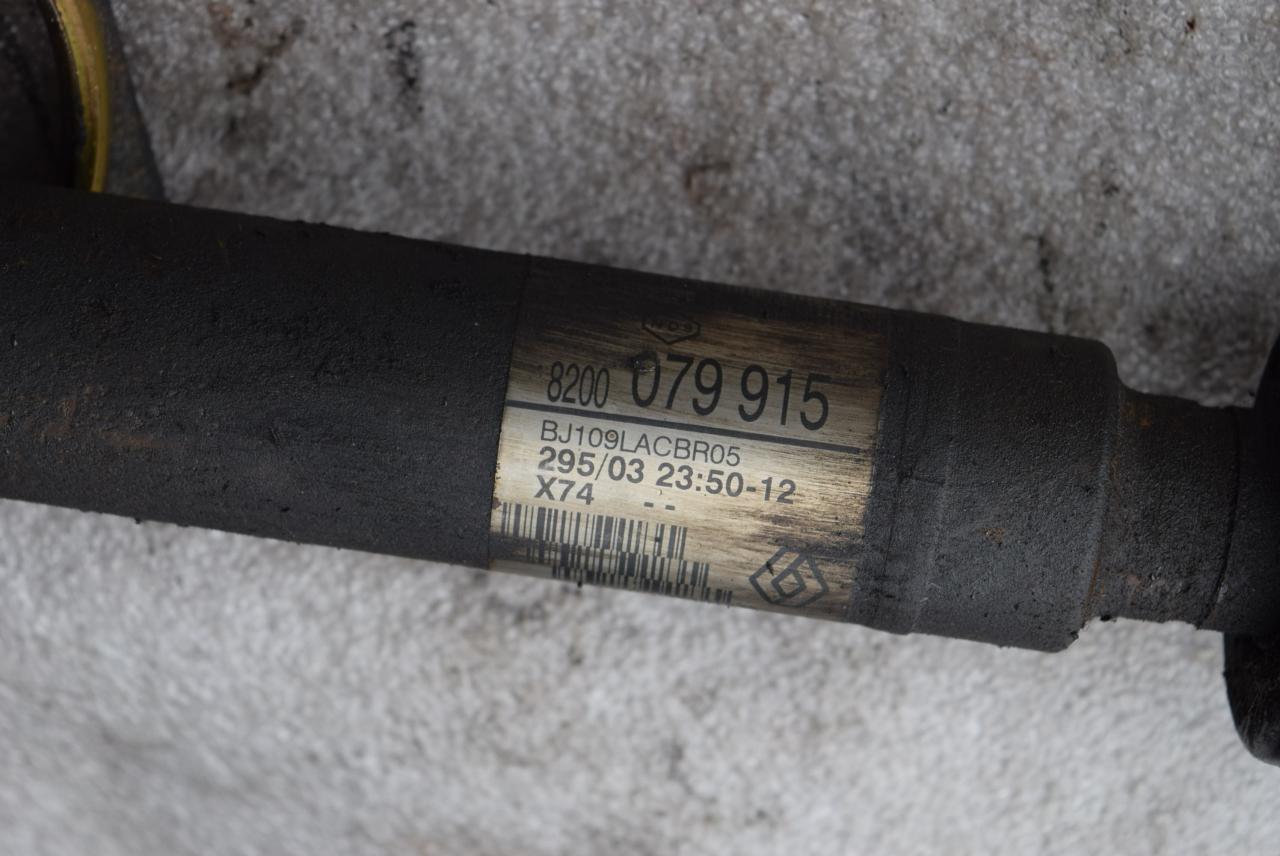 8200 079 915
BJ109LACBR05
295/03 23:50-12
X74 --